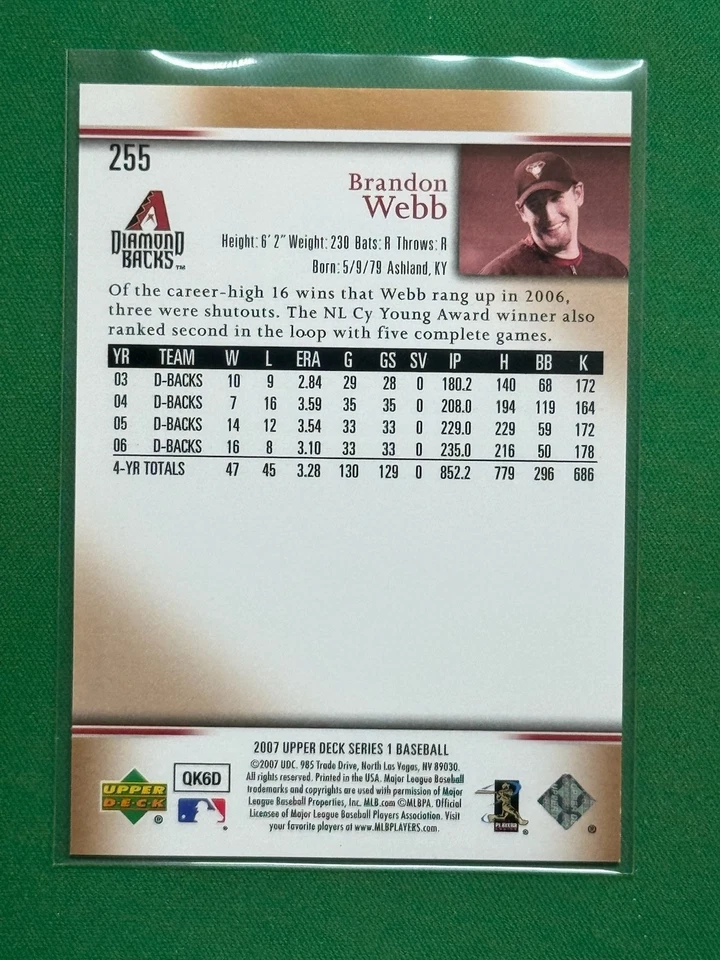 255
Brandon
Webb
DIAMOND
BACKS™
Height: 6' 2" Weight: 230 Bats: R Throws: R
Born: 5/9/79 Ashland, KY
Of the career-high 16 wins that Webb rang up in 2006,
three were shutouts. The NL Cy Young Award winner also
ranked second in the loop with five complete games.
YR TEAM W L ERA G GS SV IP H BB K
03 D-BACKS 10 9 2.84 29 28 0 180.2 140 68 172
04 D-BACKS 7 16 3.59 35 35 0 208.0 194 119 164
05 D-BACKS 14 12 3.54 33 33 0 229.0 229 59 172
06 D-BACKS 16 8 3.10 33 33 0 235.0 216 50 178
4-YR TOTALS 47 45 3.28 130 129 0 852.2 779 296 686
2007 UPPER DECK SERIES 1 BASEBALL
©2007 UDC. 985 Trade Drive, North Las Vegas, NV 89030.
All rights reserved. Printed in the USA. Major League Baseball
trademarks and copyrights are used with permission of Major
League Baseball Properties, Inc. MLB.com ©MLBPA. Official
Licensee of Major League Baseball Players Association. Visit
your favorite players at www.MLBPLAYERS.com.
UPPER
DECK
®
QK6D
®
PLAYERS
®
®